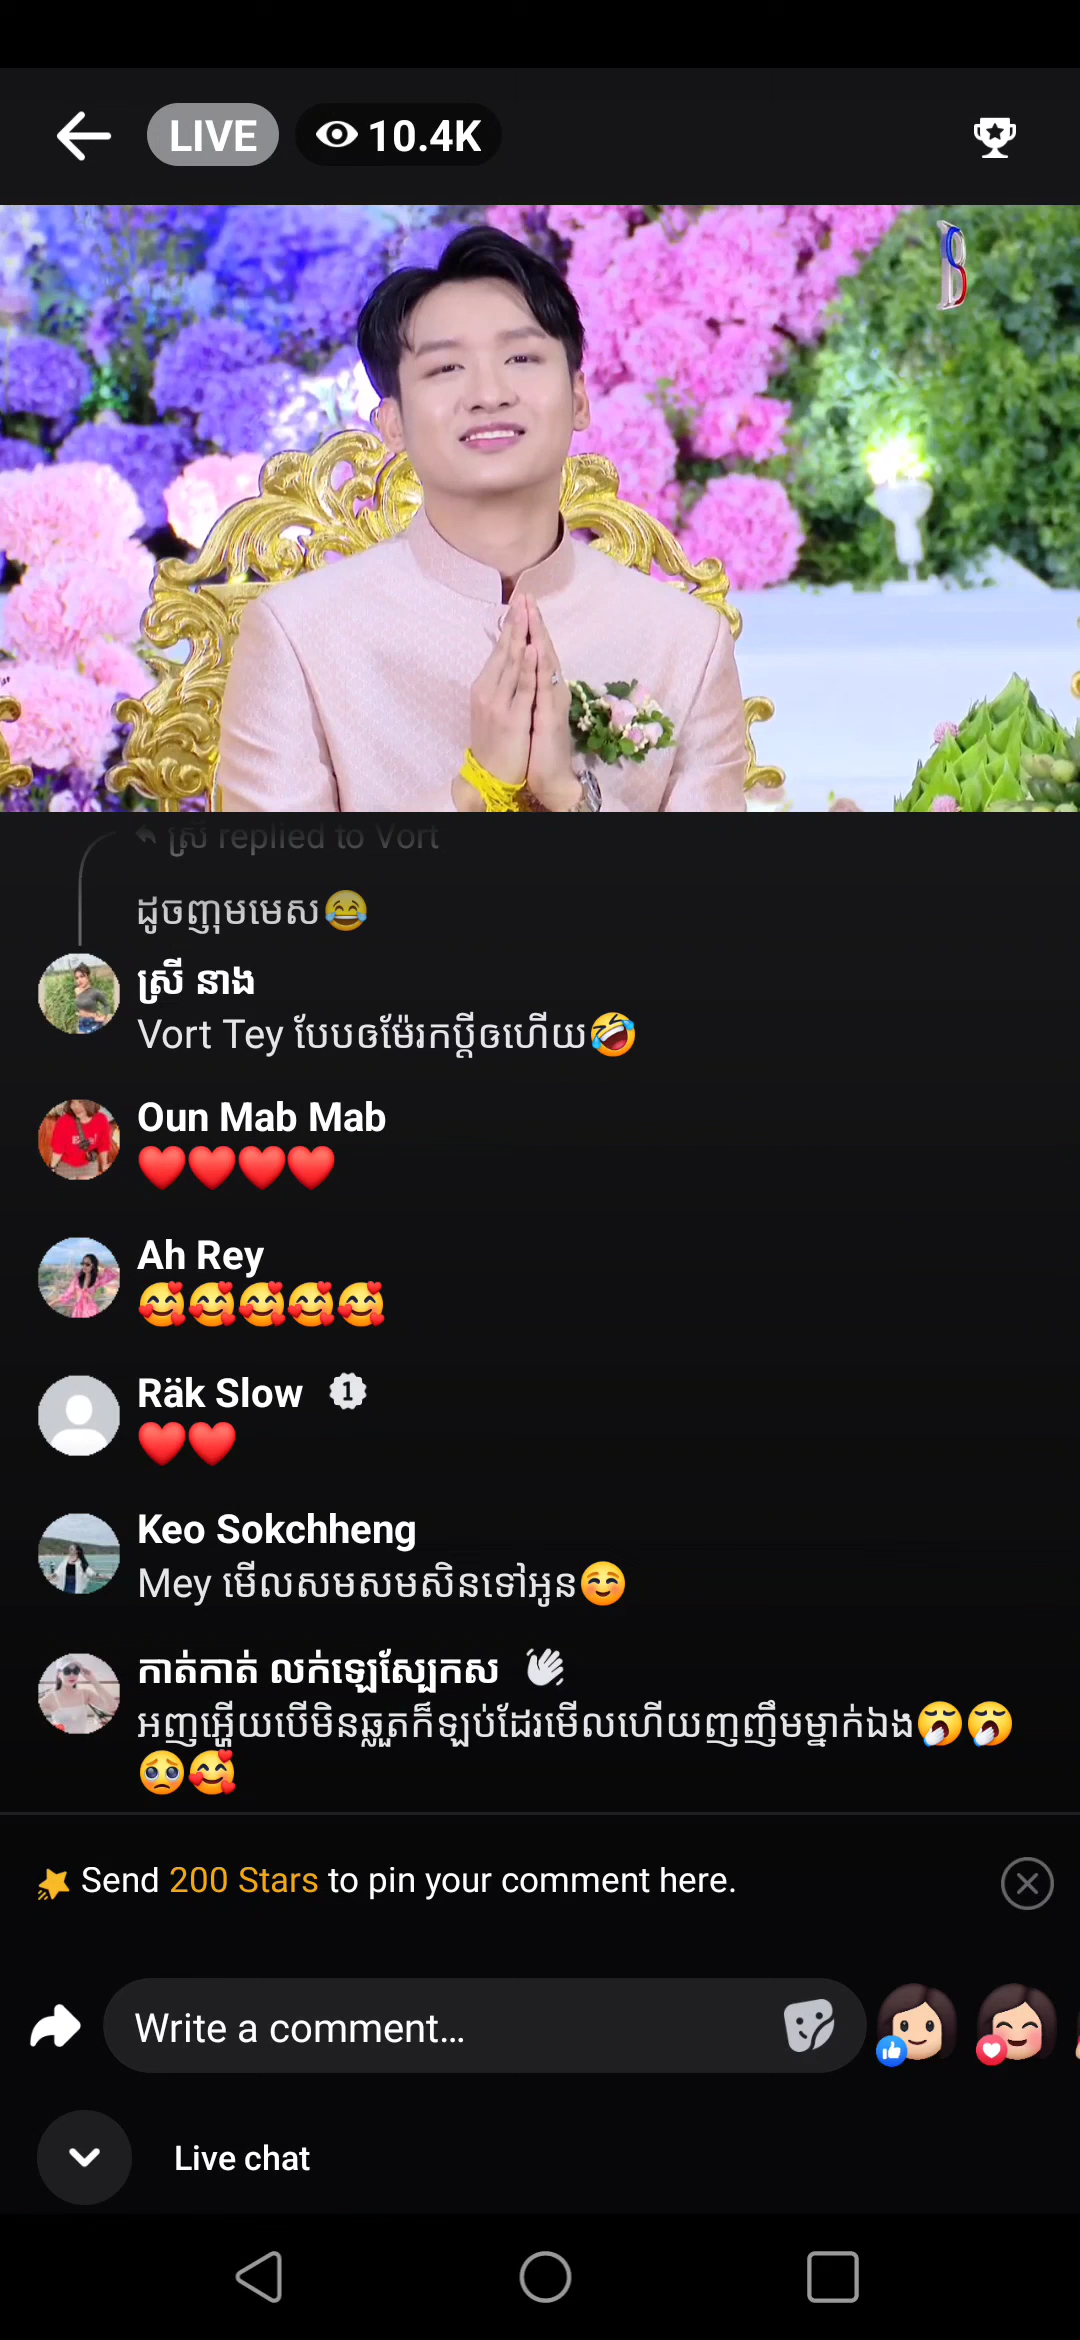 LIVE
10.4K
B
ស្រី replied to Vort
ដូចញុមមេស😂
ស្រី នាង
Vort Tey បែបឲម៉ែរកប្តីឲហើយ🤣
Oun Mab Mab
❤️❤️❤️❤️
Ah Rey
🥰🥰🥰🥰🥰
Räk Slow 1
❤️❤️
Keo Sokchheng
Mey មើលសមសមសិនទៅអូន☺️
កាត់កាត់ លក់ឡេស្បែកស 👋
អញអ្ហើយបើមិនឆ្លួតក៏ឡប់ដែរមើលហើយញញឹមម្នាក់ឯង🥱🥱
🥹🥰
Send 200 Stars to pin your comment here.
Write a comment...
Live chat